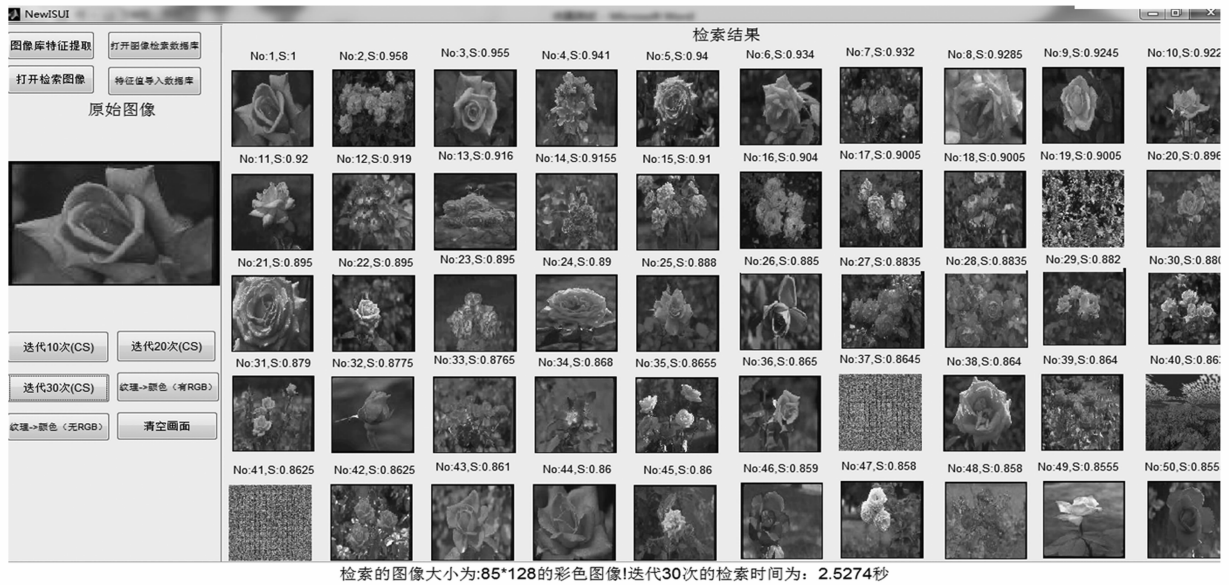 NewISUI
图像库特征提取 打开图像检索数据库
打开检索图像 特征值导入数据库
原始图像
迭代10次(CS) 迭代20次(CS)
迭代30次(CS) 纹理->颜色（有RGB）
纹理->颜色（无RGB） 清空画面
检索结果
No:1,S:1 No:2,S:0.958 No:3,S:0.955 No:4,S:0.941 No:5,S:0.94 No:6,S:0.934 No:7,S:0.932 No:8,S:0.9285 No:9,S:0.9245 No:10,S:0.922
No:11,S:0.92 No:12,S:0.919 No:13,S:0.916 No:14,S:0.9155 No:15,S:0.91 No:16,S:0.904 No:17,S:0.9005 No:18,S:0.9005 No:19,S:0.9005 No:20,S:0.896
No:21,S:0.895 No:22,S:0.895 No:23,S:0.895 No:24,S:0.89 No:25,S:0.888 No:26,S:0.885 No:27,S:0.8835 No:28,S:0.8835 No:29,S:0.882 No:30,S:0.880
No:31,S:0.879 No:32,S:0.8775 No:33,S:0.8765 No:34,S:0.868 No:35,S:0.8655 No:36,S:0.865 No:37,S:0.8645 No:38,S:0.864 No:39,S:0.864 No:40,S:0.863
No:41,S:0.8625 No:42,S:0.8625 No:43,S:0.861 No:44,S:0.86 No:45,S:0.86 No:46,S:0.859 No:47,S:0.858 No:48,S:0.858 No:49,S:0.8555 No:50,S:0.855
检索的图像大小为:85*128的彩色图像!迭代30次的检索时间为：2.5274秒